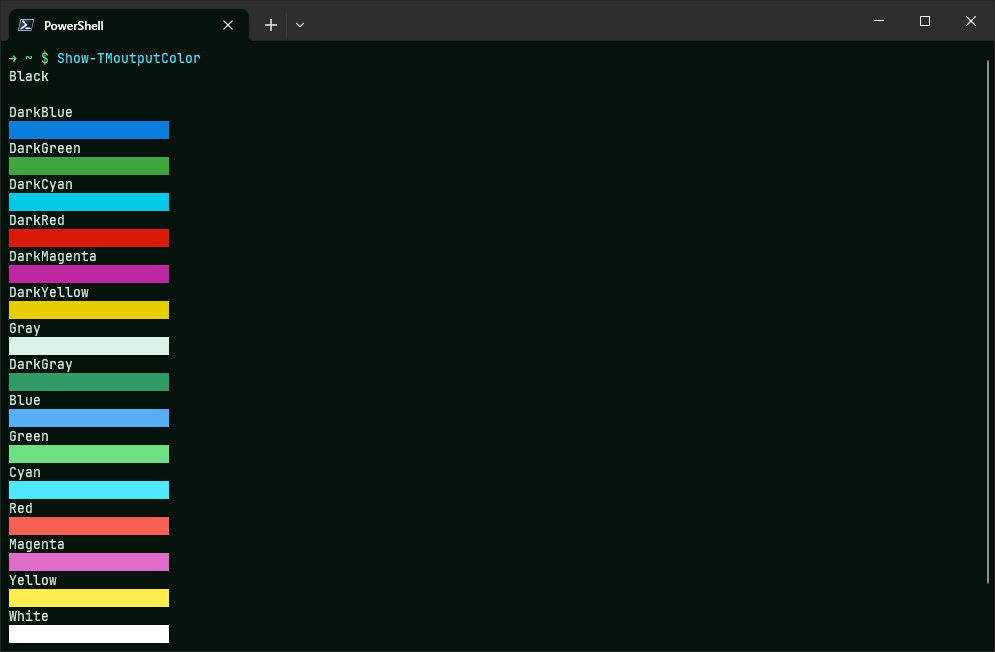 PowerShell
→ ~ $ Show-TMoutputColor
Black
DarkBlue
DarkGreen
DarkCyan
DarkRed
DarkMagenta
DarkYellow
Gray
DarkGray
Blue
Green
Cyan
Red
Magenta
Yellow
White